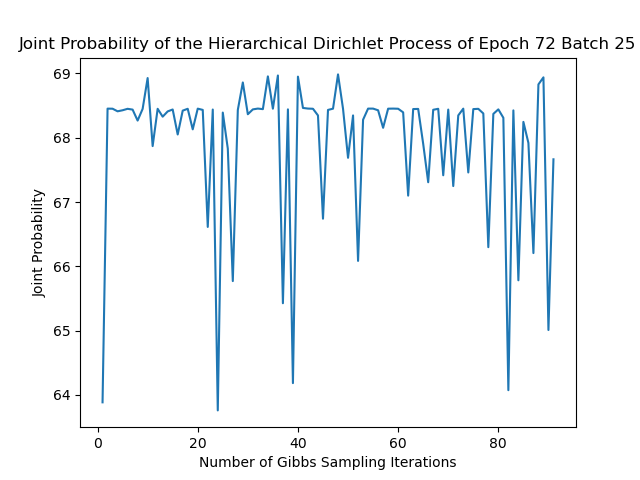 Joint Probability of the Hierarchical Dirichlet Process of Epoch 72 Batch 25
69
68
67
66
65
64
Joint Probability
0 20 40 60 80
Number of Gibbs Sampling Iterations